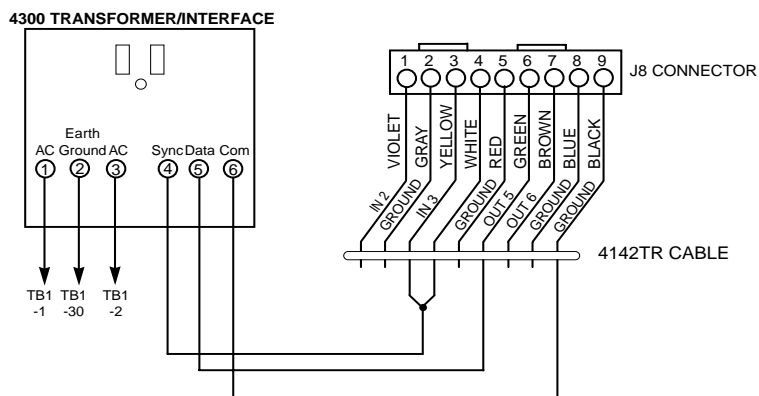 4300 TRANSFORMER/INTERFACE
Earth
AC Ground AC
Sync Data Com
1 2 3 4 5 6
TB1 TB1 TB1
-1 -30 -2
1 2 3 4 5 6 7 8 9
J8 CONNECTOR
VIOLET
GRAY
YELLOW
WHITE
RED
GREEN
BROWN
BLUE
BLACK
IN 2
GROUND
IN 3
GROUND
OUT 5
OUT 6
GROUND
GROUND
4142TR CABLE